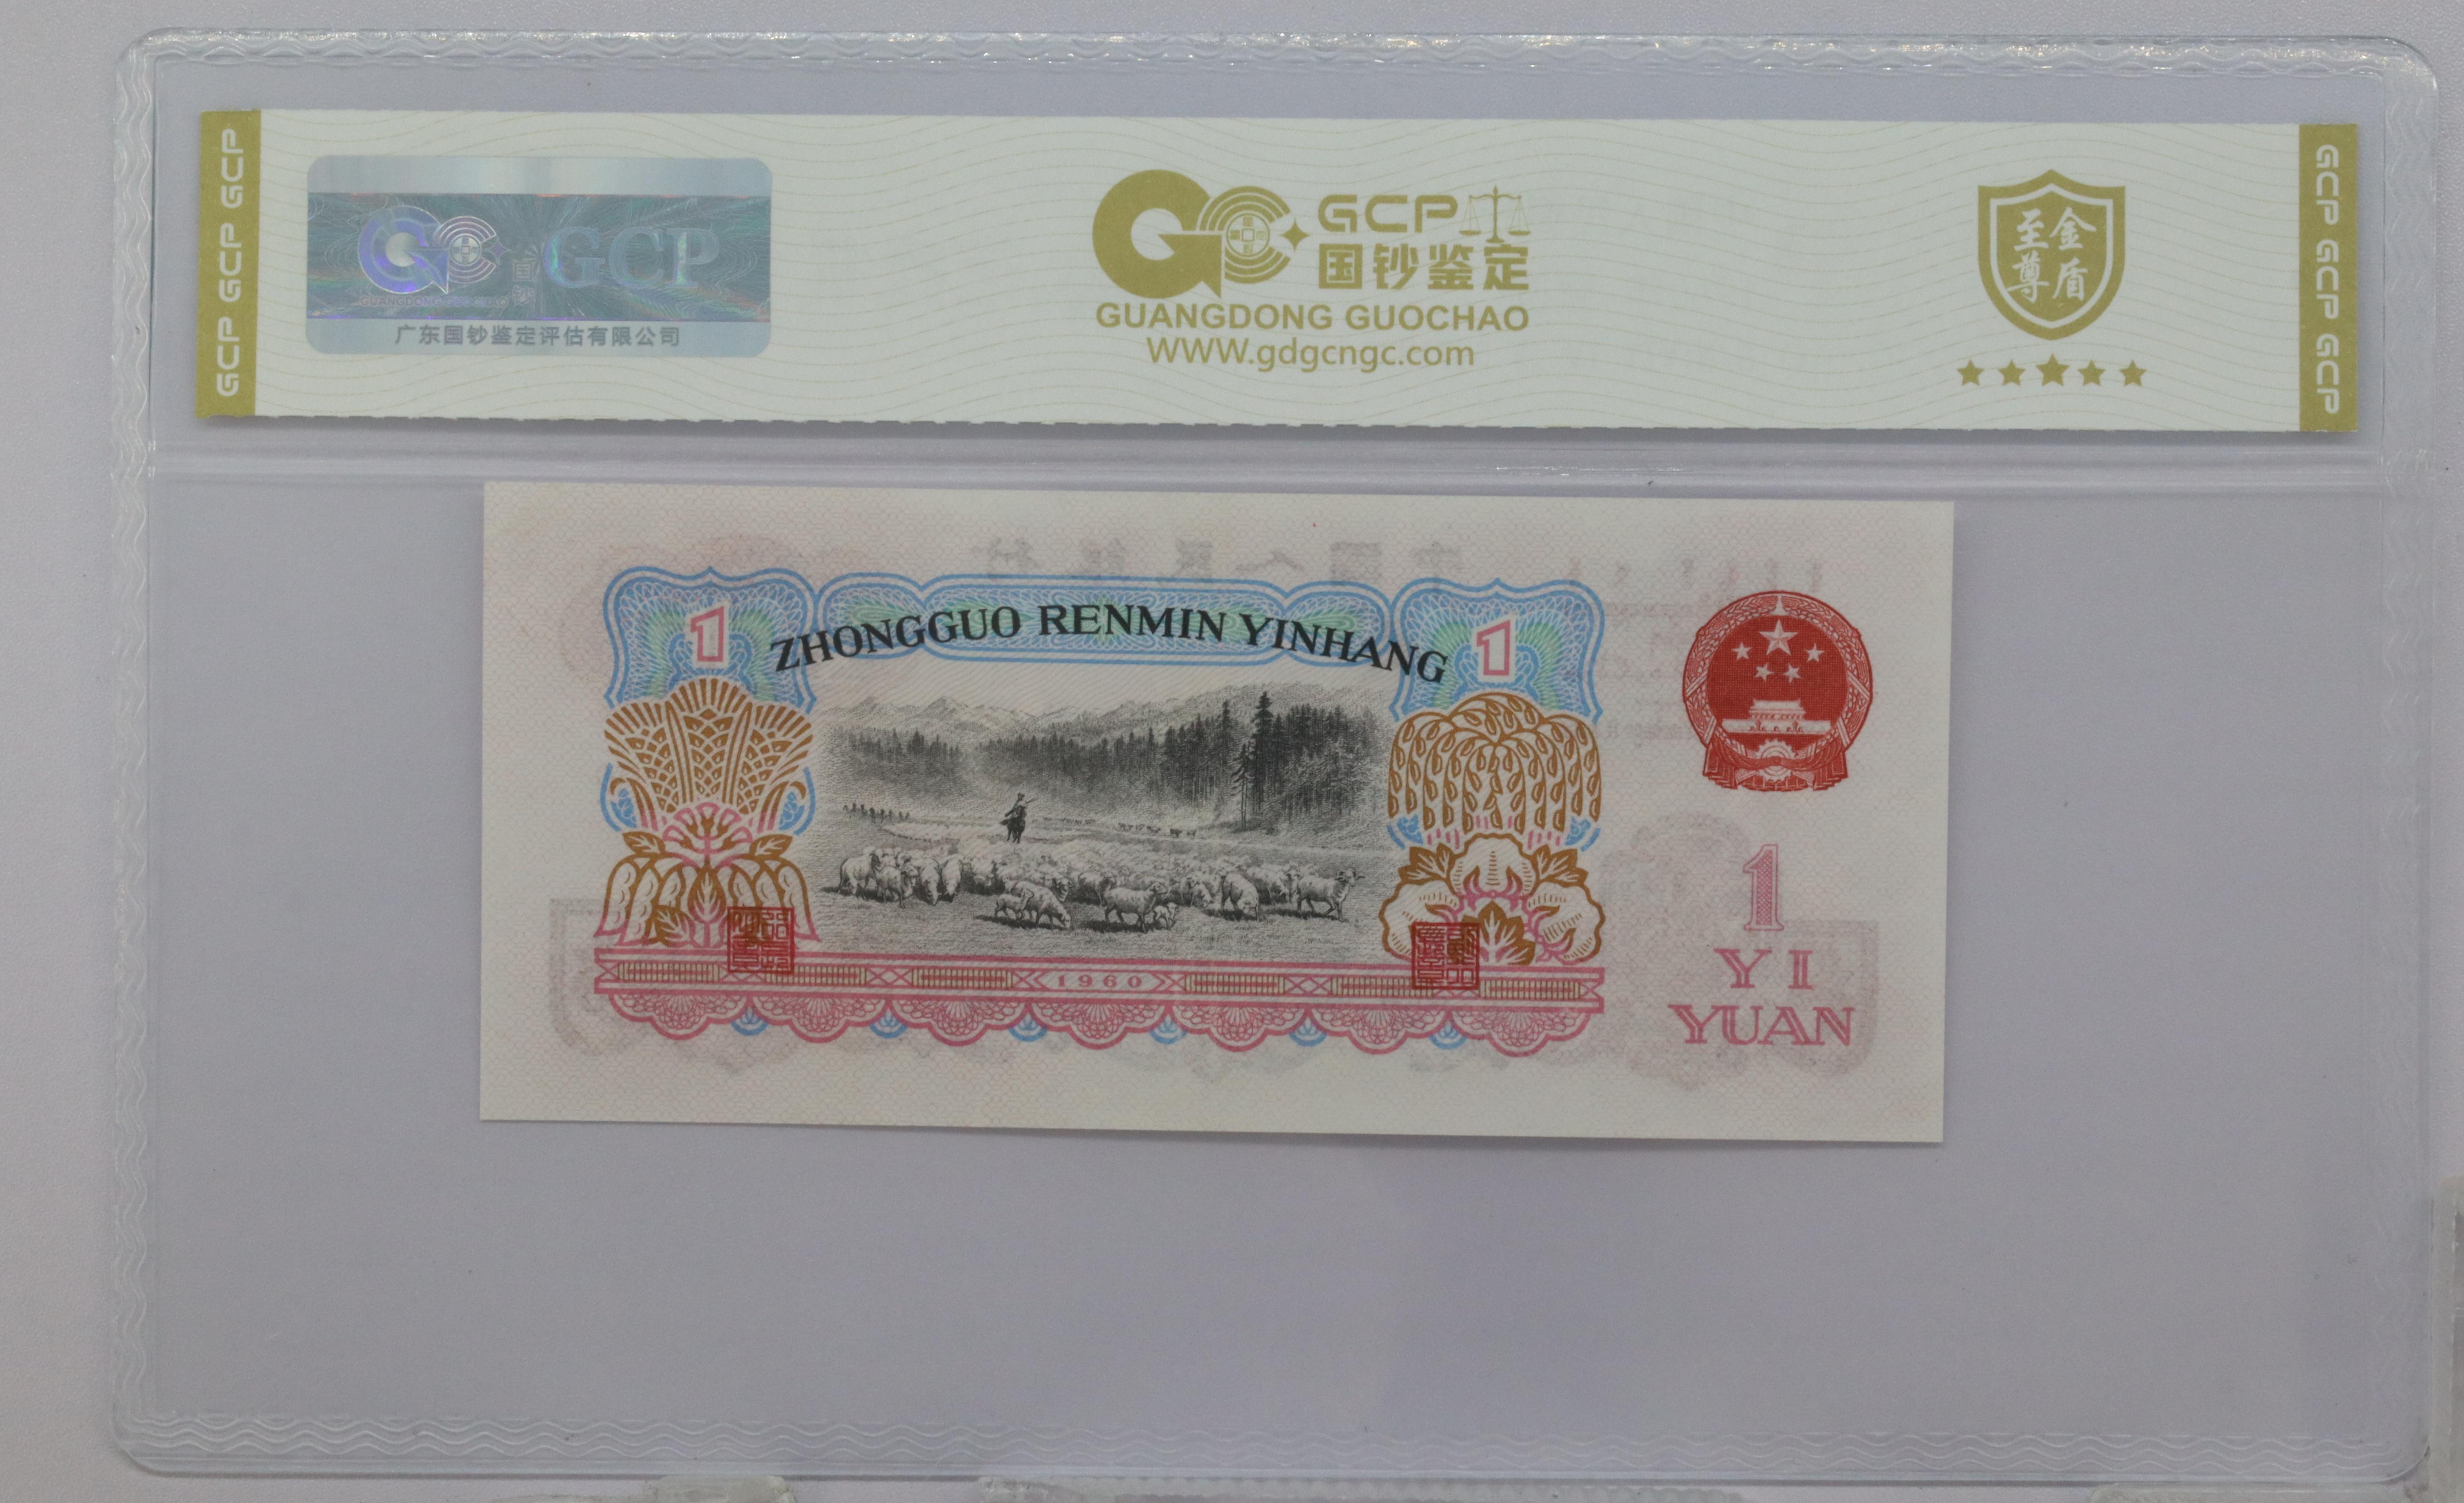 GCP GCP GCP
GCP
GUANGDONG GUOCHAO
国钞
广东国钞鉴定评估有限公司
GCP
国钞鉴定
GUANGDONG GUOCHAO
WWW.gdgcngc.com
至尊
金盾
GCP GCP GCP
1
ZHONGGUO RENMIN YINHANG
1
1960
1
YI
YUAN